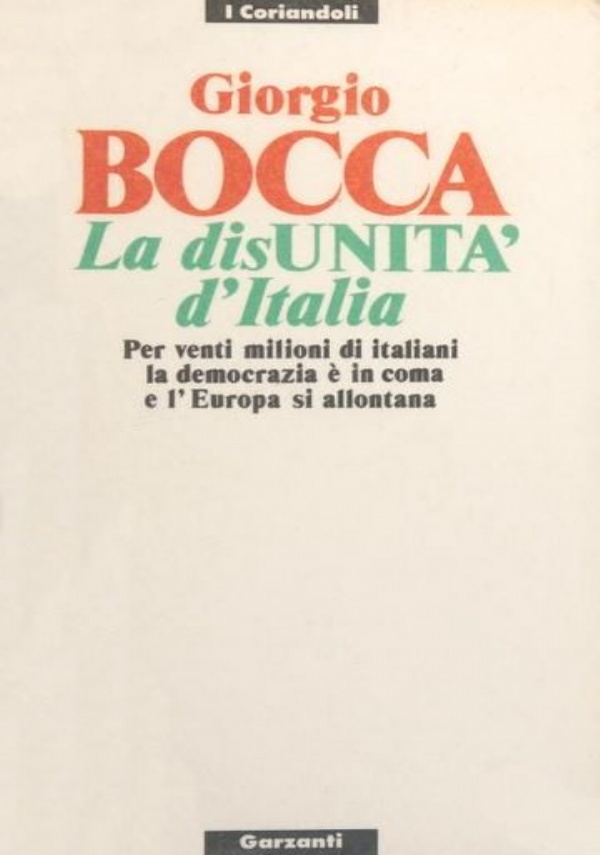 I Coriandoli
Giorgio
BOCCA
La disUNITA'
d'Italia
Per venti milioni di italiani
la democrazia è in coma
e l'Europa si allontana
Garzanti